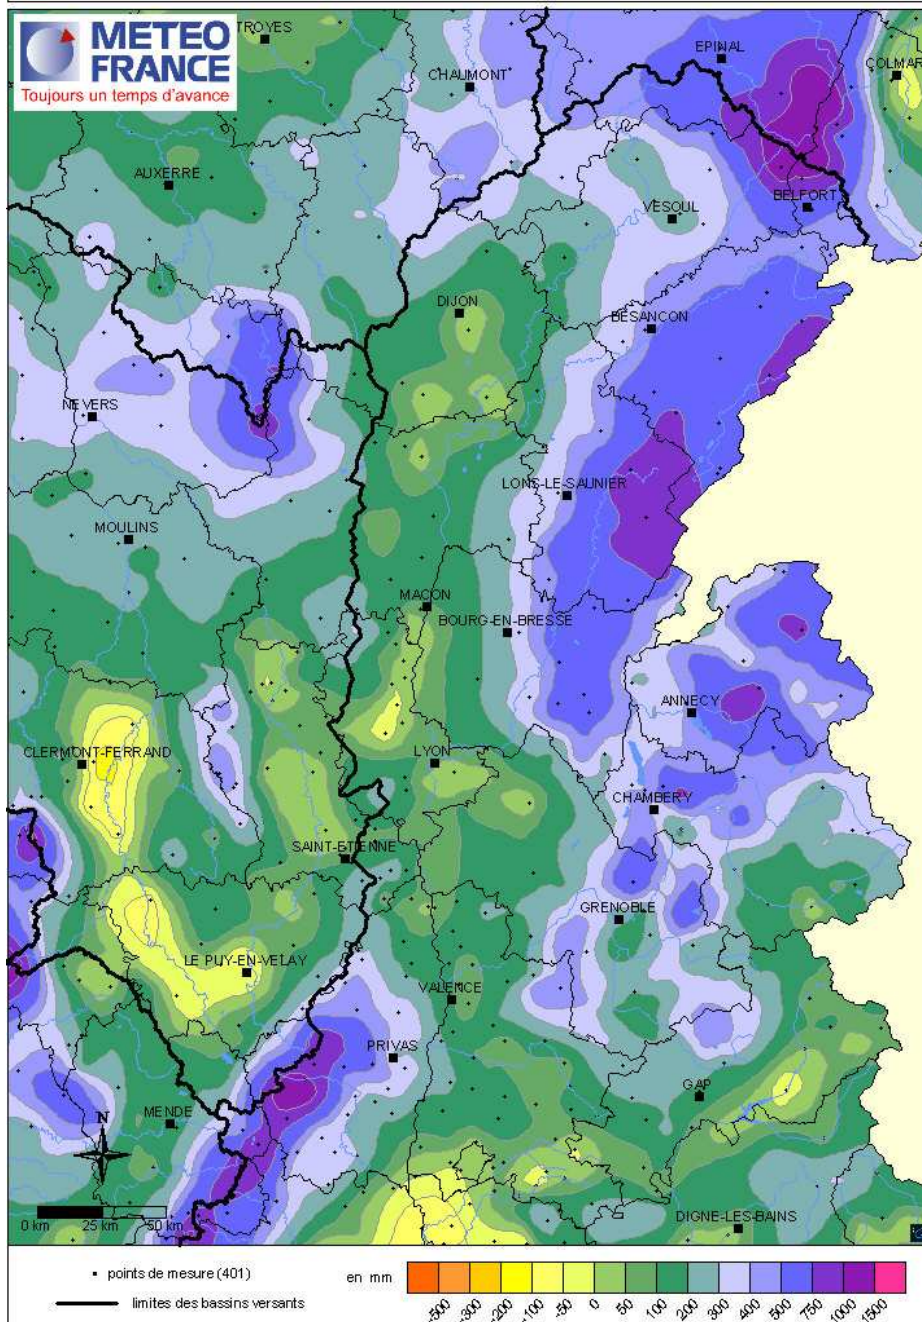 METEO
FRANCE
Toujours un temps d'avance
TROYES
EPINAL
CHAUMONT
COLMAR
AUXERRE
BELFORT
VESOUL
DIJON
BESANCON
NEVERS
LONS-LE-SAUNIER
MOULINS
MACON
BOURG-EN-BRESSE
ANNECY
CLERMONT-FERRAND
LYON
CHAMBERY
SAINT-ETIENNE
GRENOBLE
LE PUY-EN-VELAY
VALENCE
PRIVAS
GAP
MENDE
N
0 km 25 km 50 km
DIGNE-LES-BAINS
points de mesure (401)
en mm
limites des bassins versants
-500 -300 -200 -100 -50 0 50 100 200 300 400 500 750 1000 1500